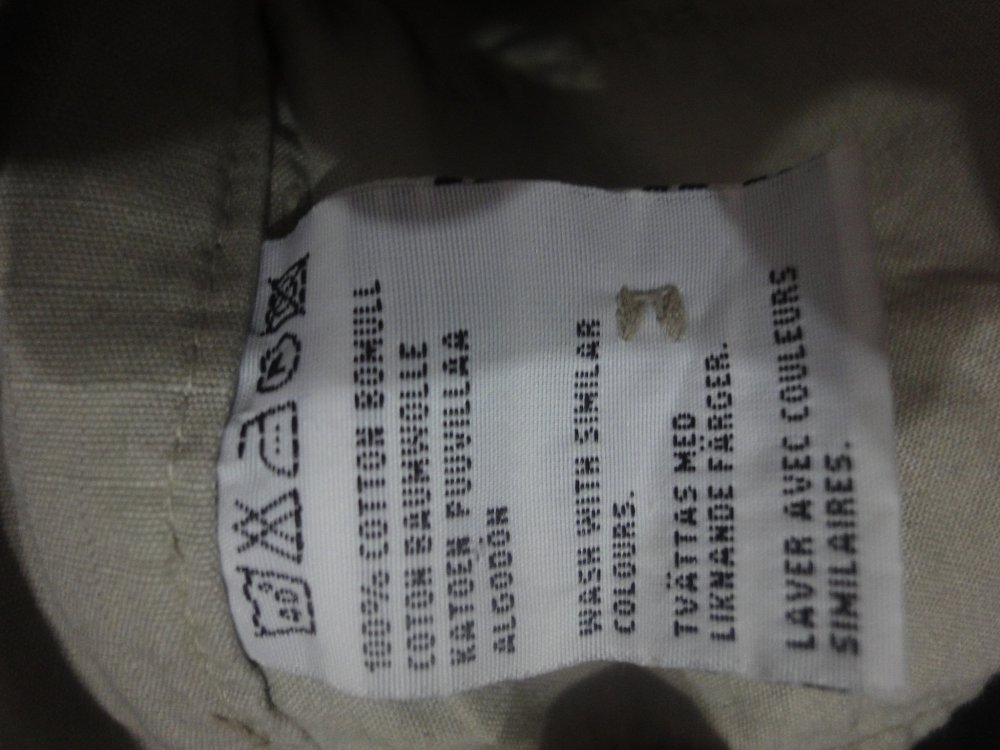 40
100% COTTON BOMULL
COTON BAUMWOLLE
KATOEN PUUVILLAA
ALGODÓN
WASH WITH SIMILAR
COLOURS.
TVÄTTAS MED
LIKNANDE FÄRGER.
LAVER AVEC COULEURS
SIMILAIRES.